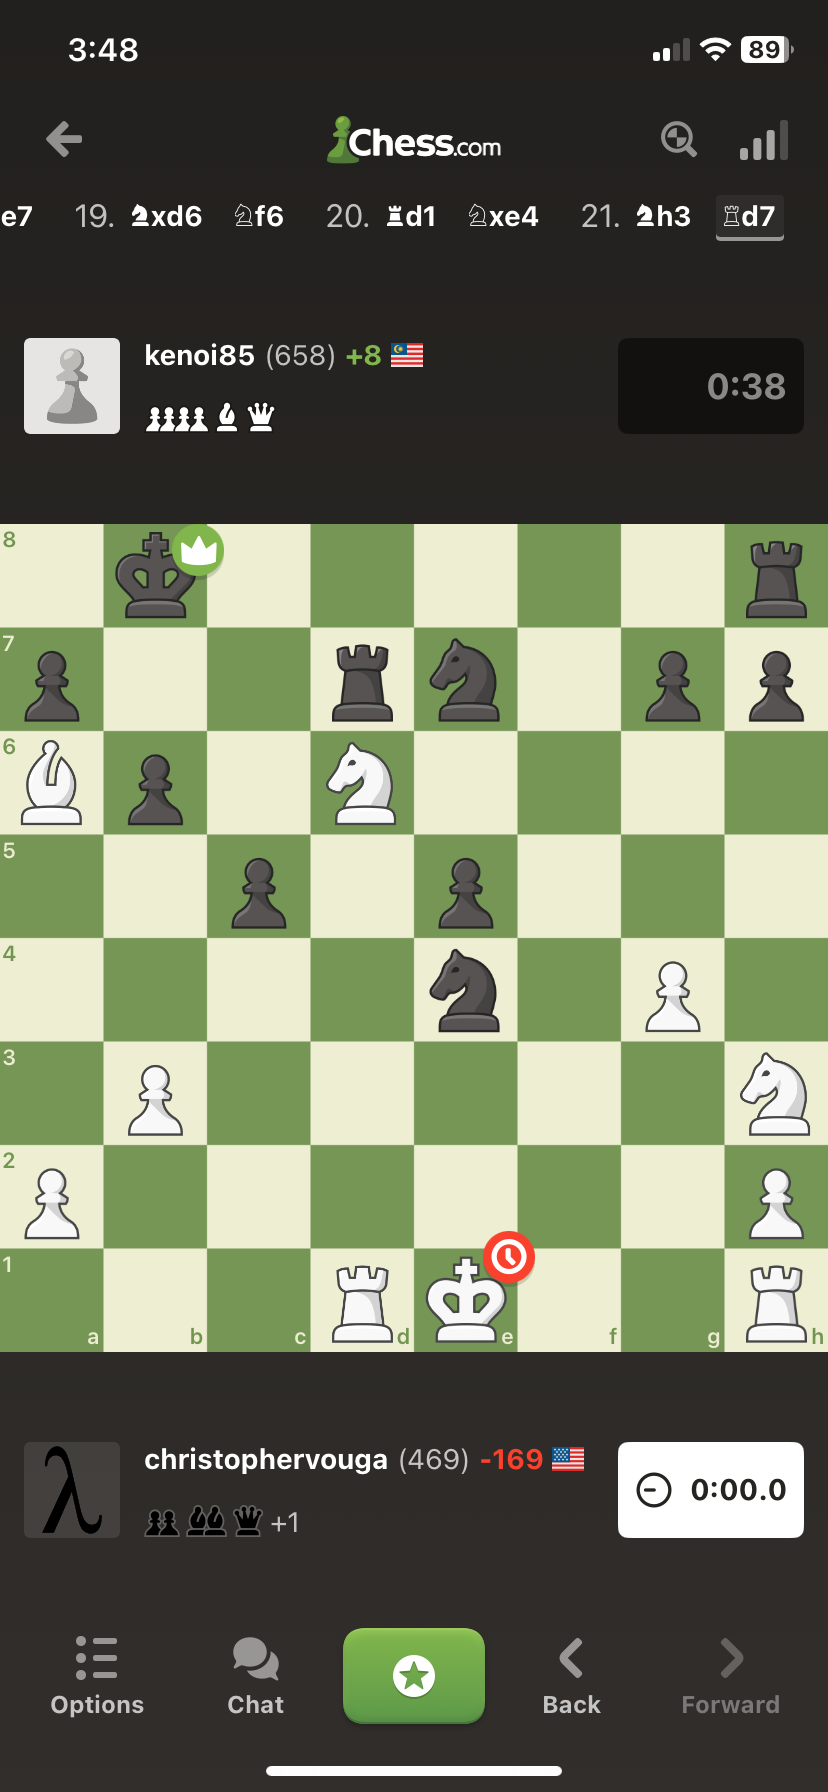 3:48
89
Chess.com
e7 19. ♞xd6 ♘f6 20. ♜d1 ♘xe4 21. ♞h3 ♖d7
kenoi85 (658) +8
0:38
8
7
6
5
4
3
2
1
a b c d e f g h
christophervouga (469) -169
λ
+1
0:00.0
Options Chat Back Forward